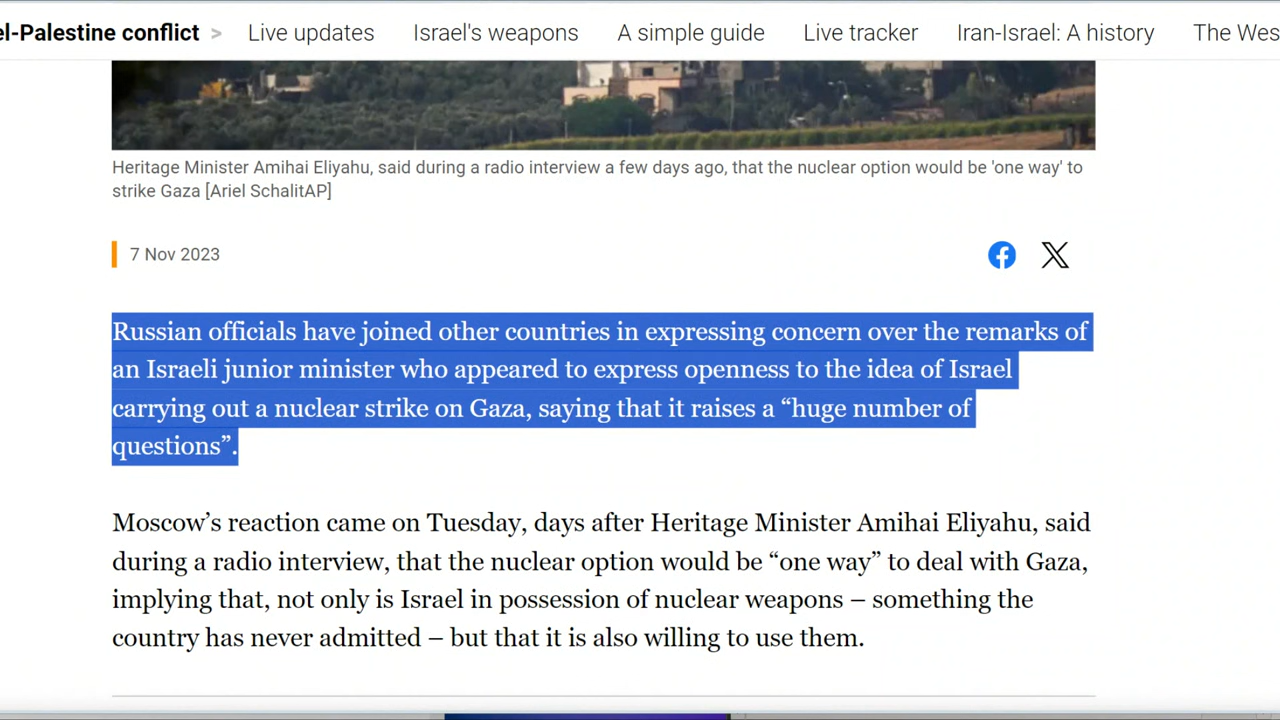 el-Palestine conflict > Live updates Israel's weapons A simple guide Live tracker Iran-Israel: A history The Wes
Heritage Minister Amihai Eliyahu, said during a radio interview a few days ago, that the nuclear option would be 'one way' to
strike Gaza [Ariel SchalitAP]
7 Nov 2023
Russian officials have joined other countries in expressing concern over the remarks of
an Israeli junior minister who appeared to express openness to the idea of Israel
carrying out a nuclear strike on Gaza, saying that it raises a “huge number of
questions”.
Moscow’s reaction came on Tuesday, days after Heritage Minister Amihai Eliyahu, said
during a radio interview, that the nuclear option would be “one way” to deal with Gaza,
implying that, not only is Israel in possession of nuclear weapons – something the
country has never admitted – but that it is also willing to use them.